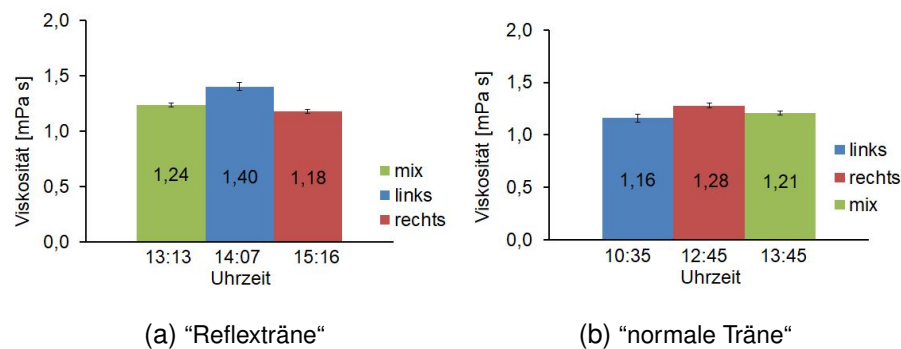 2,0
1,5
1,0
0,5
0,0
Viskosität [mPa s]
1,24
1,40
1,18
mix
links
rechts
13:13 14:07 15:16
Uhrzeit
(a) “Reflexträne“
2,0
1,5
1,0
0,5
0,0
Viskosität [mPa s]
1,16
1,28
1,21
links
rechts
mix
10:35 12:45 13:45
Uhrzeit
(b) “normale Träne“